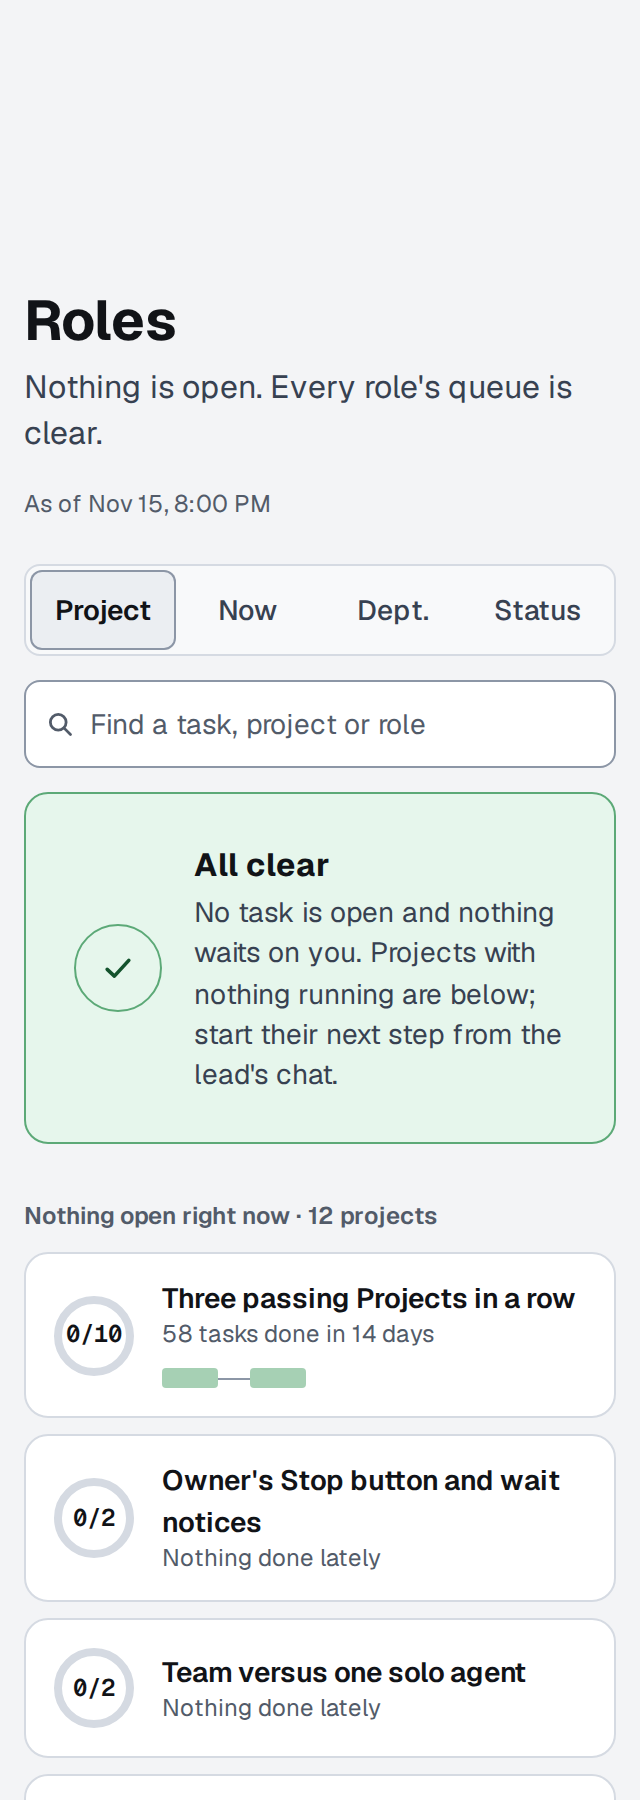 Roles
Nothing is open. Every role's queue is
clear.
As of Nov 15, 8:00 PM
Project
Now
Dept.
Status
Find a task, project or role
All clear
No task is open and nothing
waits on you. Projects with
nothing running are below;
start their next step from the
lead's chat.
Nothing open right now · 12 projects
0/10
Three passing Projects in a row
58 tasks done in 14 days
0/2
Owner's Stop button and wait
notices
Nothing done lately
0/2
Team versus one solo agent
Nothing done lately